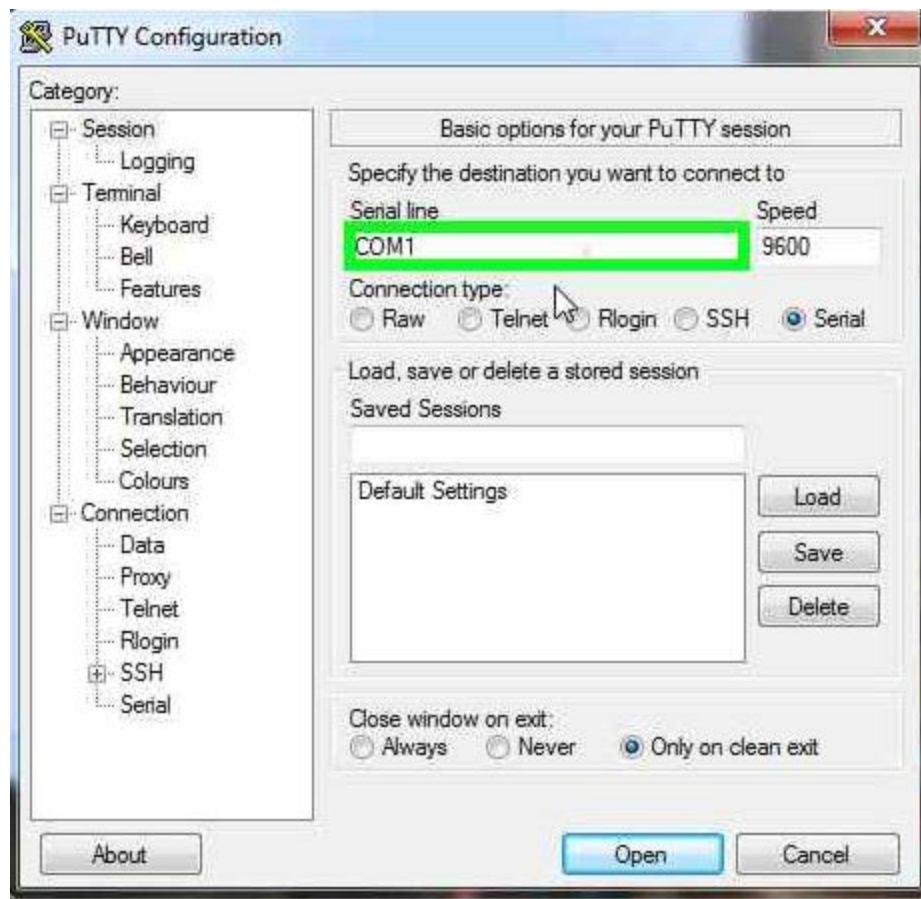 PuTTY Configuration
Category:
Session
Logging
Terminal
Keyboard
Bell
Features
Window
Appearance
Behaviour
Translation
Selection
Colours
Connection
Data
Proxy
Telnet
Rlogin
SSH
Serial
Basic options for your PuTTY session
Specify the destination you want to connect to
Serial line Speed
COM1 9600
Connection type:
Raw Telnet Rlogin SSH Serial
Load, save or delete a stored session
Saved Sessions
Default Settings
Load
Save
Delete
Close window on exit:
Always Never Only on clean exit
About Open Cancel